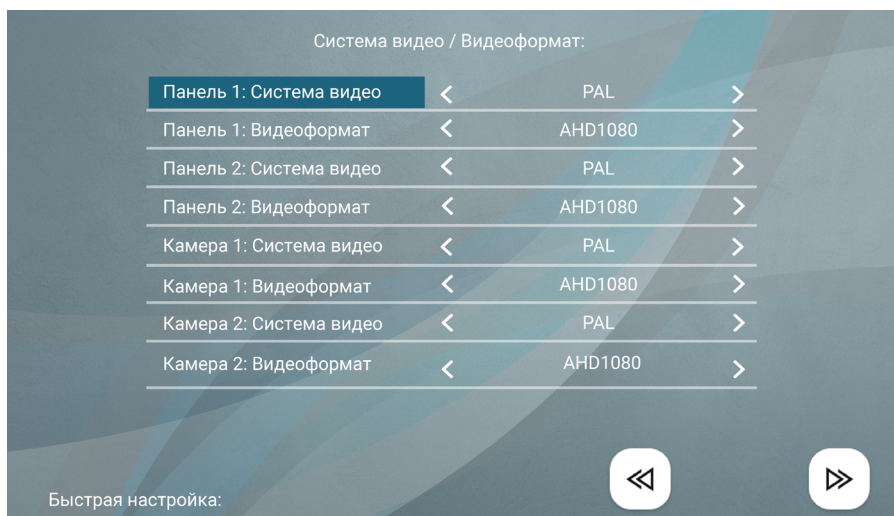 Система видео / Видеоформат:
Панель 1: Система видео PAL
Панель 1: Видеоформат AHD1080
Панель 2: Система видео PAL
Панель 2: Видеоформат AHD1080
Камера 1: Система видео PAL
Камера 1: Видеоформат AHD1080
Камера 2: Система видео PAL
Камера 2: Видеоформат AHD1080
Быстрая настройка: